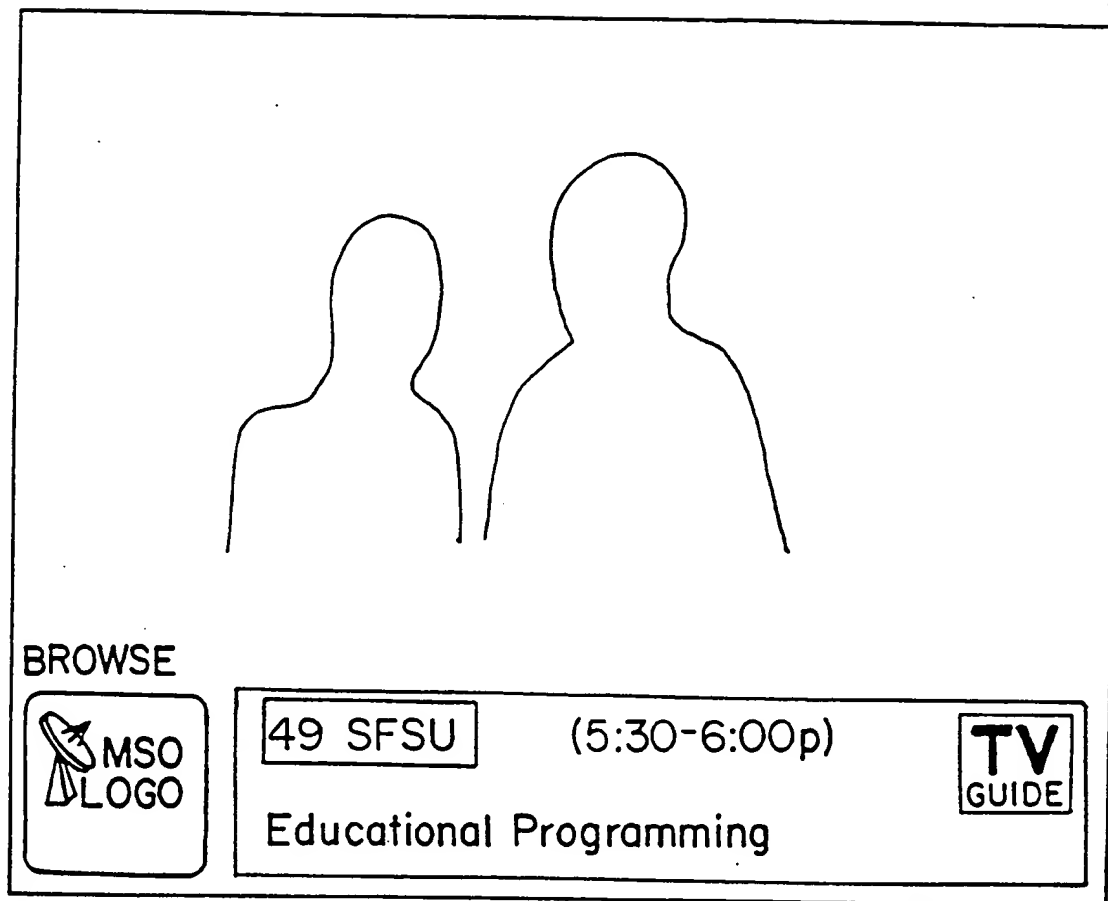 BROWSE
MSO
LOGO
49 SFSU (5:30-6:00p)
TV
GUIDE
Educational Programming